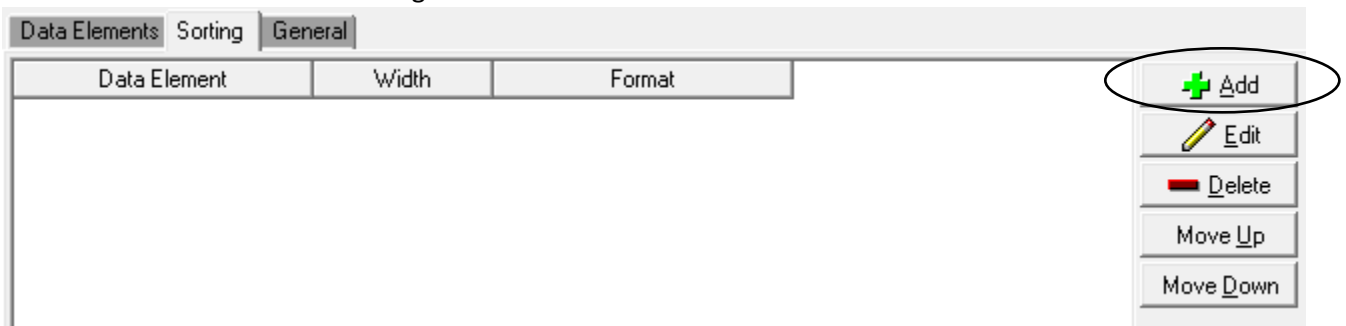 Data Elements Sorting General
Data Element Width Format
Add
Edit
Delete
Move Up
Move Down